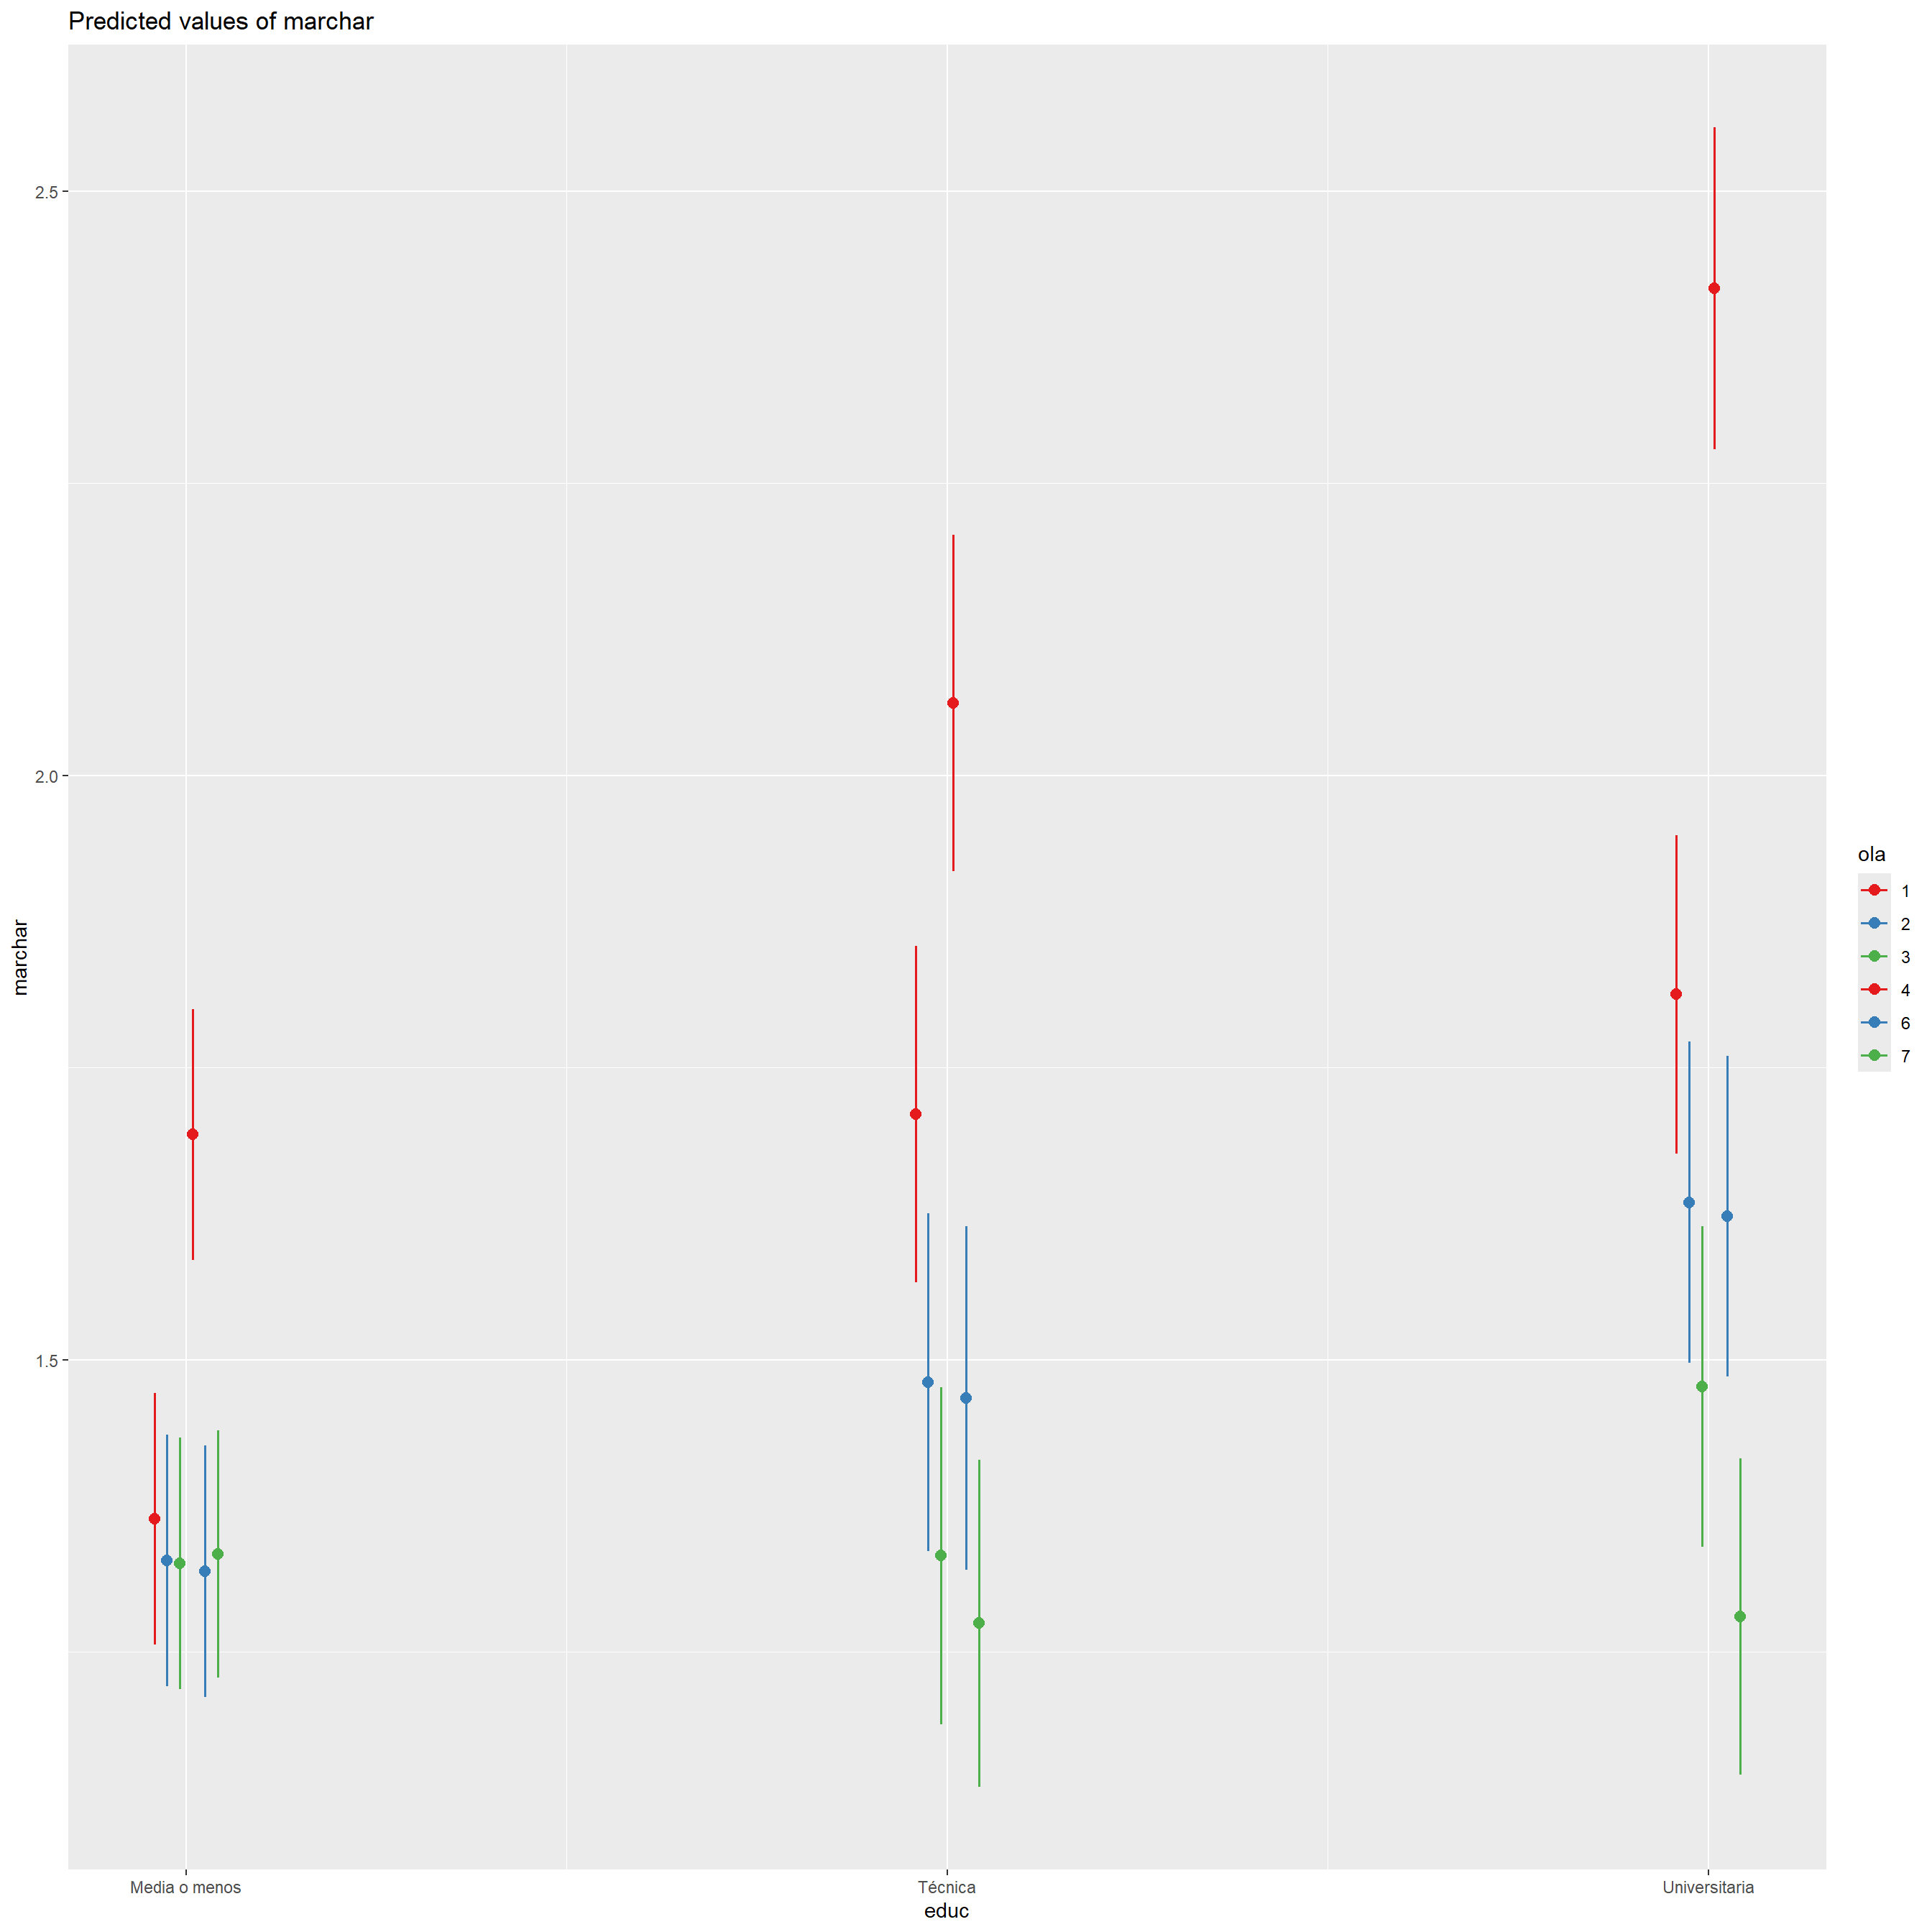 Predicted values of marchar
2.5
2.0
1.5
marchar
Media o menos
Técnica
Universitaria
educ
ola
1
2
3
4
6
7